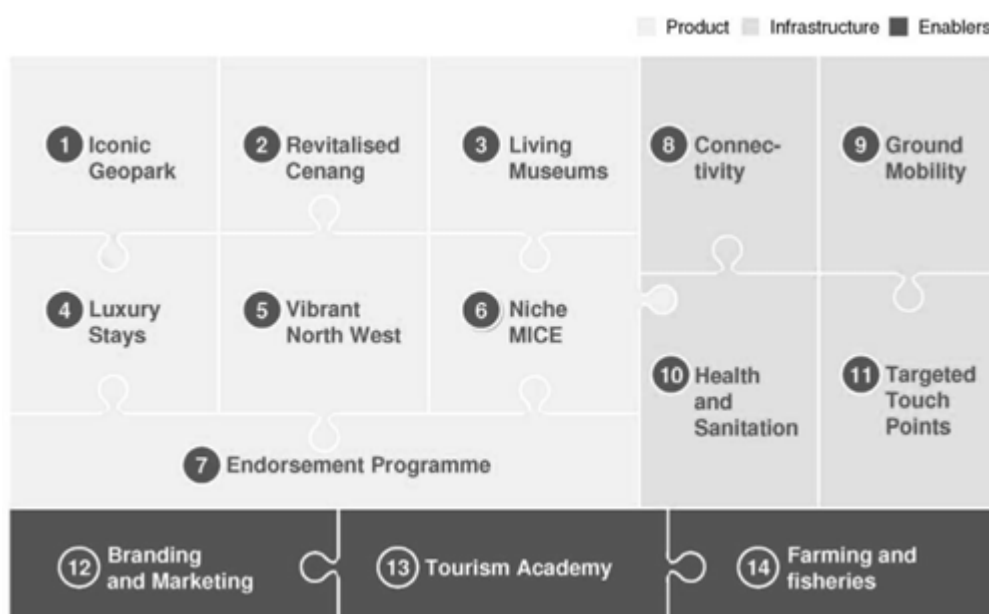 Product Infrastructure Enablers
1 Iconic
Geopark
2 Revitalised
Cenang
3 Living
Museums
8 Connec-
tivity
9 Ground
Mobility
4 Luxury
Stays
5 Vibrant
North West
6 Niche
MICE
10 Health
and
Sanitation
11 Targeted
Touch
Points
7 Endorsement Programme
12 Branding
and Marketing
13 Tourism Academy
14 Farming and
fisheries